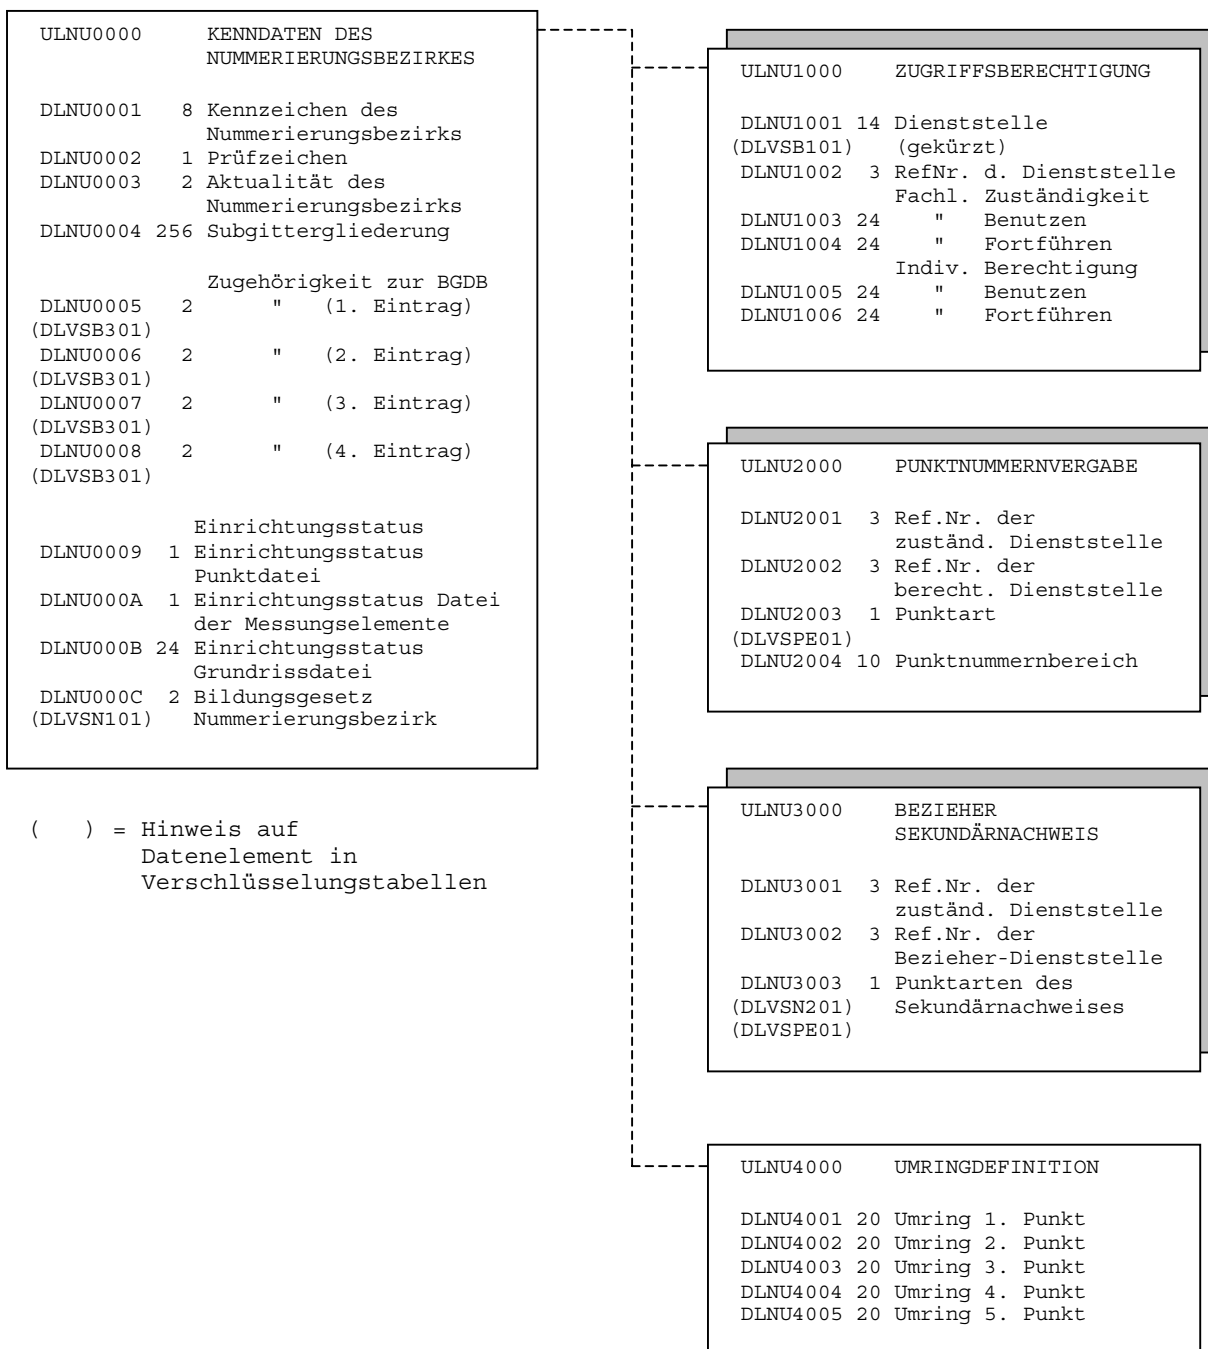 ULNU0000 KENNDATEN DES
NUMMERIERUNGSBEZIRKES
DLNU0001 8 Kennzeichen des
Nummerierungsbezirks
DLNU0002 1 Prüfzeichen
DLNU0003 2 Aktualität des
Nummerierungsbezirks
DLNU0004 256 Subgittergliederung
Zugehörigkeit zur BGDB
DLNU0005 2 " (1. Eintrag)
(DLVSB301)
DLNU0006 2 " (2. Eintrag)
(DLVSB301)
DLNU0007 2 " (3. Eintrag)
(DLVSB301)
DLNU0008 2 " (4. Eintrag)
(DLVSB301)
Einrichtungsstatus
DLNU0009 1 Einrichtungsstatus
Punktdatei
DLNU000A 1 Einrichtungsstatus Datei
der Messungselemente
DLNU000B 24 Einrichtungsstatus
Grundrissdatei
DLNU000C 2 Bildungsgesetz
(DLVSN101) Nummerierungsbezirk
( ) = Hinweis auf
Datenelement in
Verschlüsselungstabellen
ULNU1000 ZUGRIFFSBERECHTIGUNG
DLNU1001 14 Dienststelle
(DLVSB101) (gekürzt)
DLNU1002 3 RefNr. d. Dienststelle
Fachl. Zuständigkeit
DLNU1003 24 " Benutzen
DLNU1004 24 " Fortführen
Indiv. Berechtigung
DLNU1005 24 " Benutzen
DLNU1006 24 " Fortführen
ULNU2000 PUNKTNUMMERNVERGABE
DLNU2001 3 Ref.Nr. der
zuständ. Dienststelle
DLNU2002 3 Ref.Nr. der
berecht. Dienststelle
DLNU2003 1 Punktart
(DLVSPE01)
DLNU2004 10 Punktnummernbereich
ULNU3000 BEZIEHER
SEKUNDÄRNACHWEIS
DLNU3001 3 Ref.Nr. der
zuständ. Dienststelle
DLNU3002 3 Ref.Nr. der
Bezieher-Dienststelle
DLNU3003 1 Punktarten des
(DLVSN201) Sekundärnachweises
(DLVSPE01)
ULNU4000 UMRINGDEFINITION
DLNU4001 20 Umring 1. Punkt
DLNU4002 20 Umring 2. Punkt
DLNU4003 20 Umring 3. Punkt
DLNU4004 20 Umring 4. Punkt
DLNU4005 20 Umring 5. Punkt